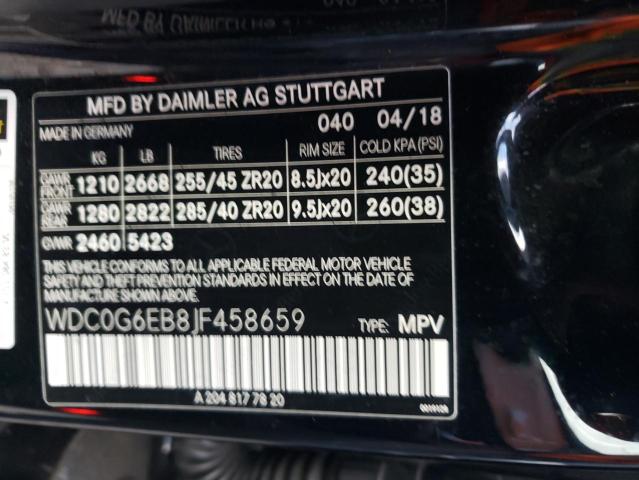 MFD BY DAIMLER AG STUTTGART
MADE IN GERMANY 040 04/18
KG LB TIRES RIM SIZE COLD KPA (PSI)
GAWR FRONT 1210 2668 255/45 ZR20 8.5Jx20 240(35)
GAWR REAR 1280 2822 285/40 ZR20 9.5Jx20 260(38)
GVWR 2460 5423
THIS VEHICLE CONFORMS TO ALL APPLICABLE FEDERAL MOTOR VEHICLE
SAFETY AND THEFT PREVENTION STANDARDS IN EFFECT ON THE DATE OF
MANUFACTURE SHOWN ABOVE.
WDC0G6EB8JF458659 TYPE: MPV
A 204 817 78 20